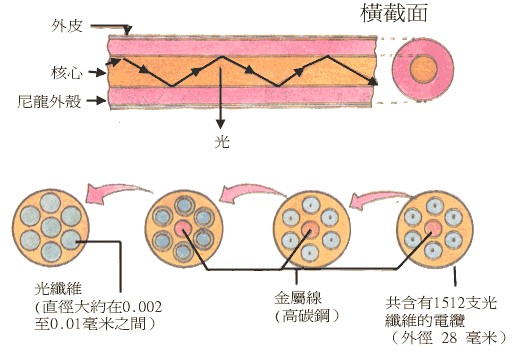 橫截面
外皮
核心
尼龍外殼
光
光纖維
(直徑大約在0.002
至0.01毫米之間)
金屬線
(高碳鋼)
共含有1512支光
纖維的電纜
(外徑 28 毫米)